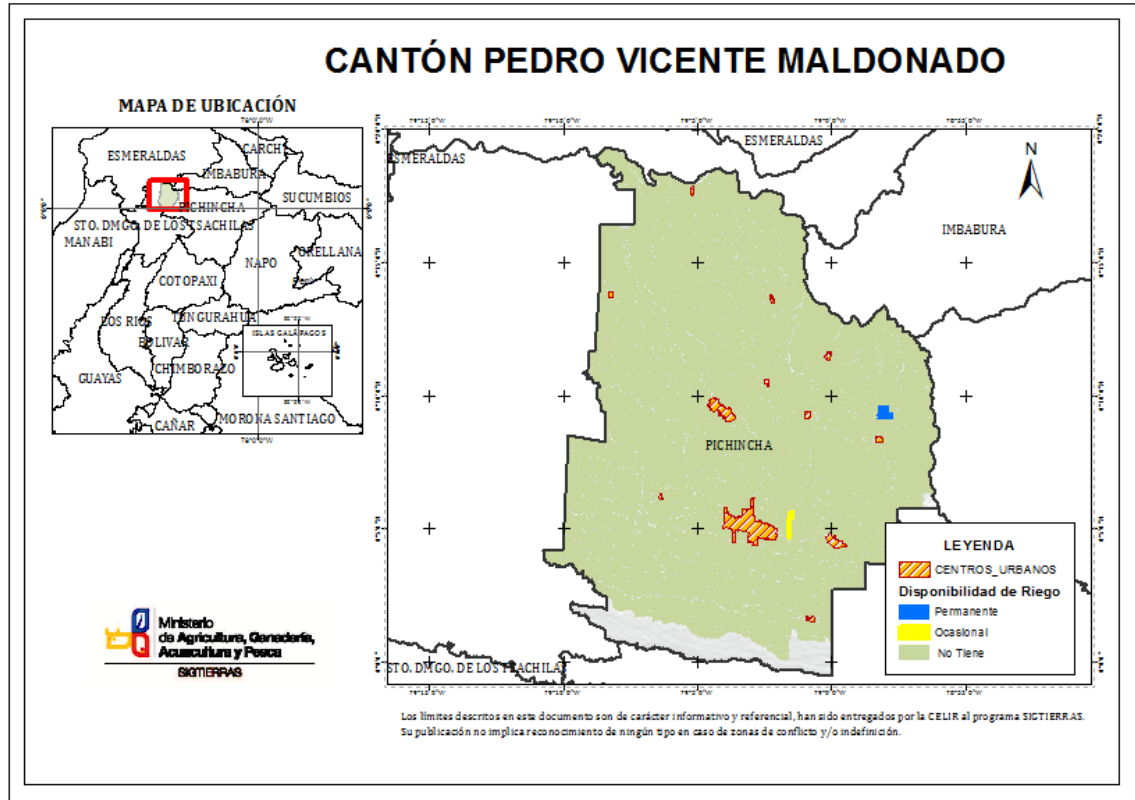 CANTÓN PEDRO VICENTE MALDONADO
MAPA DE UBICACIÓN
ESMERALDAS
CARCHI
IMBABURA
SUCUMBIOS
PICHINCHA
STO. DMGO. DE LOS TSACHILAS
MANABI
ORELLANA
NAPO
COTOPAXI
LOS RIOS
TUNGURAHUA
BOLIVAR
ISLAS GALÁPAGOS
CHIMBORAZO
GUAYAS
MORONA SANTIAGO
CAÑAR
ESMERALDAS
ESMERALDAS
N
IMBABURA
PICHINCHA
LEYENDA
CENTROS_URBANOS
Disponibilidad de Riego
Permanente
Ocasional
No Tiene
STO. DMGO. DE LOS TSACHILAS
Ministerio
de Agricultura, Ganadería,
Acuacultura y Pesca
SIGTIERRAS
Los límites descritos en este documento son de carácter informativo y referencial, han sido entregados por la CELIR al programa SIGTIERRAS.
Su publicación no implica reconocimiento de ningún tipo en caso de zonas de conflicto y/o indefinición.